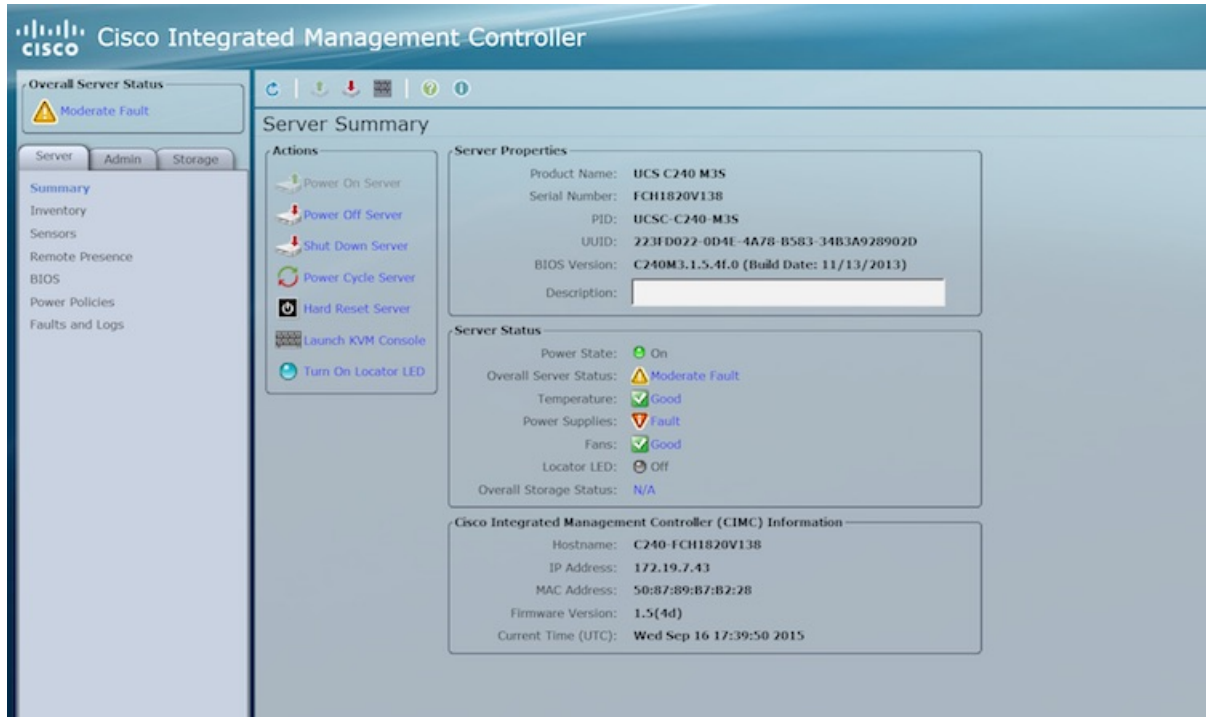 CISCO Cisco Integrated Management Controller
Overall Server Status
Moderate Fault
Server Admin Storage
Summary
Inventory
Sensors
Remote Presence
BIOS
Power Policies
Faults and Logs
Server Summary
Actions
Power On Server
Power Off Server
Shut Down Server
Power Cycle Server
Hard Reset Server
Launch KVM Console
Turn On Locator LED
Server Properties
Product Name: UCS C240 M3S
Serial Number: FCH1820V138
PID: UCSC-C240-M3S
UUID: 223FD022-0D4E-4A78-B583-34B3A928902D
BIOS Version: C240M3.1.5.4f.0 (Build Date: 11/13/2013)
Description:
Server Status
Power State: On
Overall Server Status: Moderate Fault
Temperature: Good
Power Supplies: Fault
Fans: Good
Locator LED: Off
Overall Storage Status: N/A
Cisco Integrated Management Controller (CIMC) Information
Hostname: C240-FCH1820V138
IP Address: 172.19.7.43
MAC Address: 50:87:89:B7:B2:28
Firmware Version: 1.5(4d)
Current Time (UTC): Wed Sep 16 17:39:50 2015